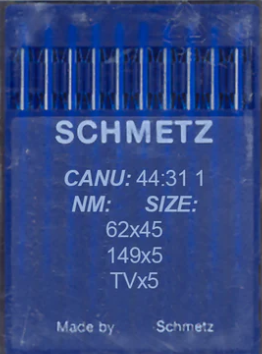 SCHMETZ
CANU: 44:31 1
NM: SIZE:
62x45
149x5
TVx5
Made by Schmetz